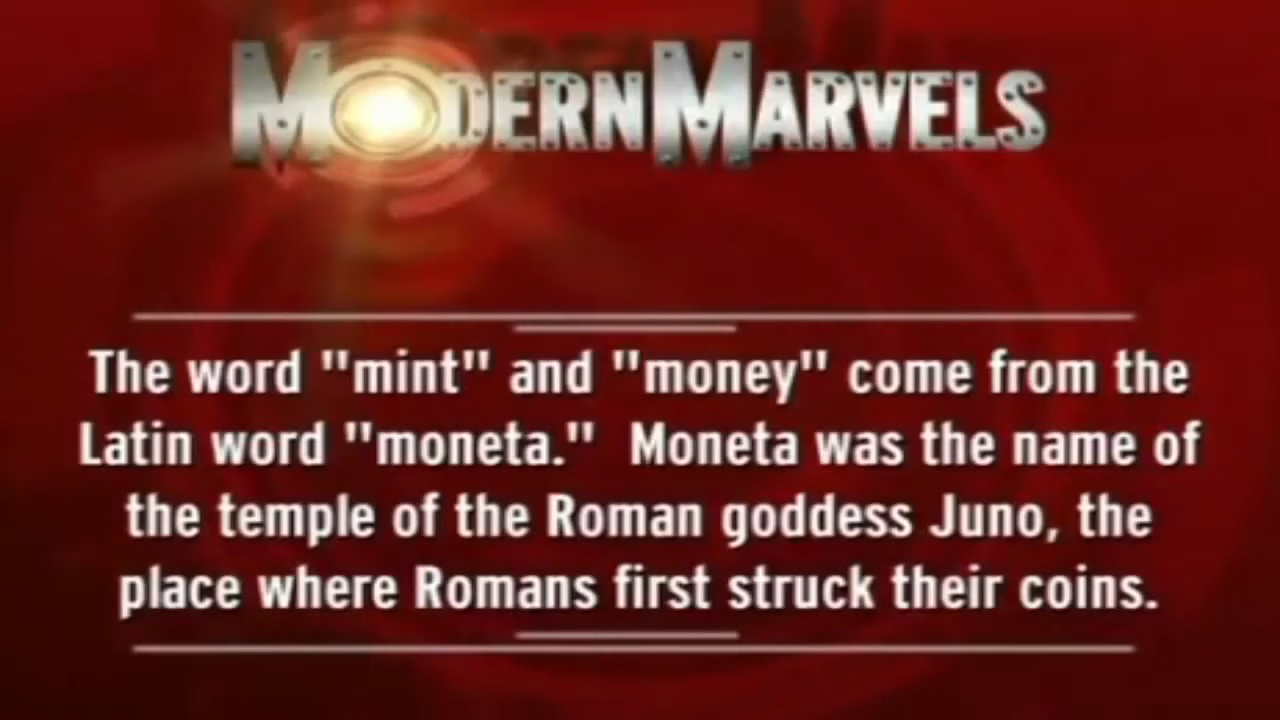 MODERN MARVELS
The word "mint" and "money" come from the
Latin word "moneta."  Moneta was the name of
the temple of the Roman goddess Juno, the
place where Romans first struck their coins.